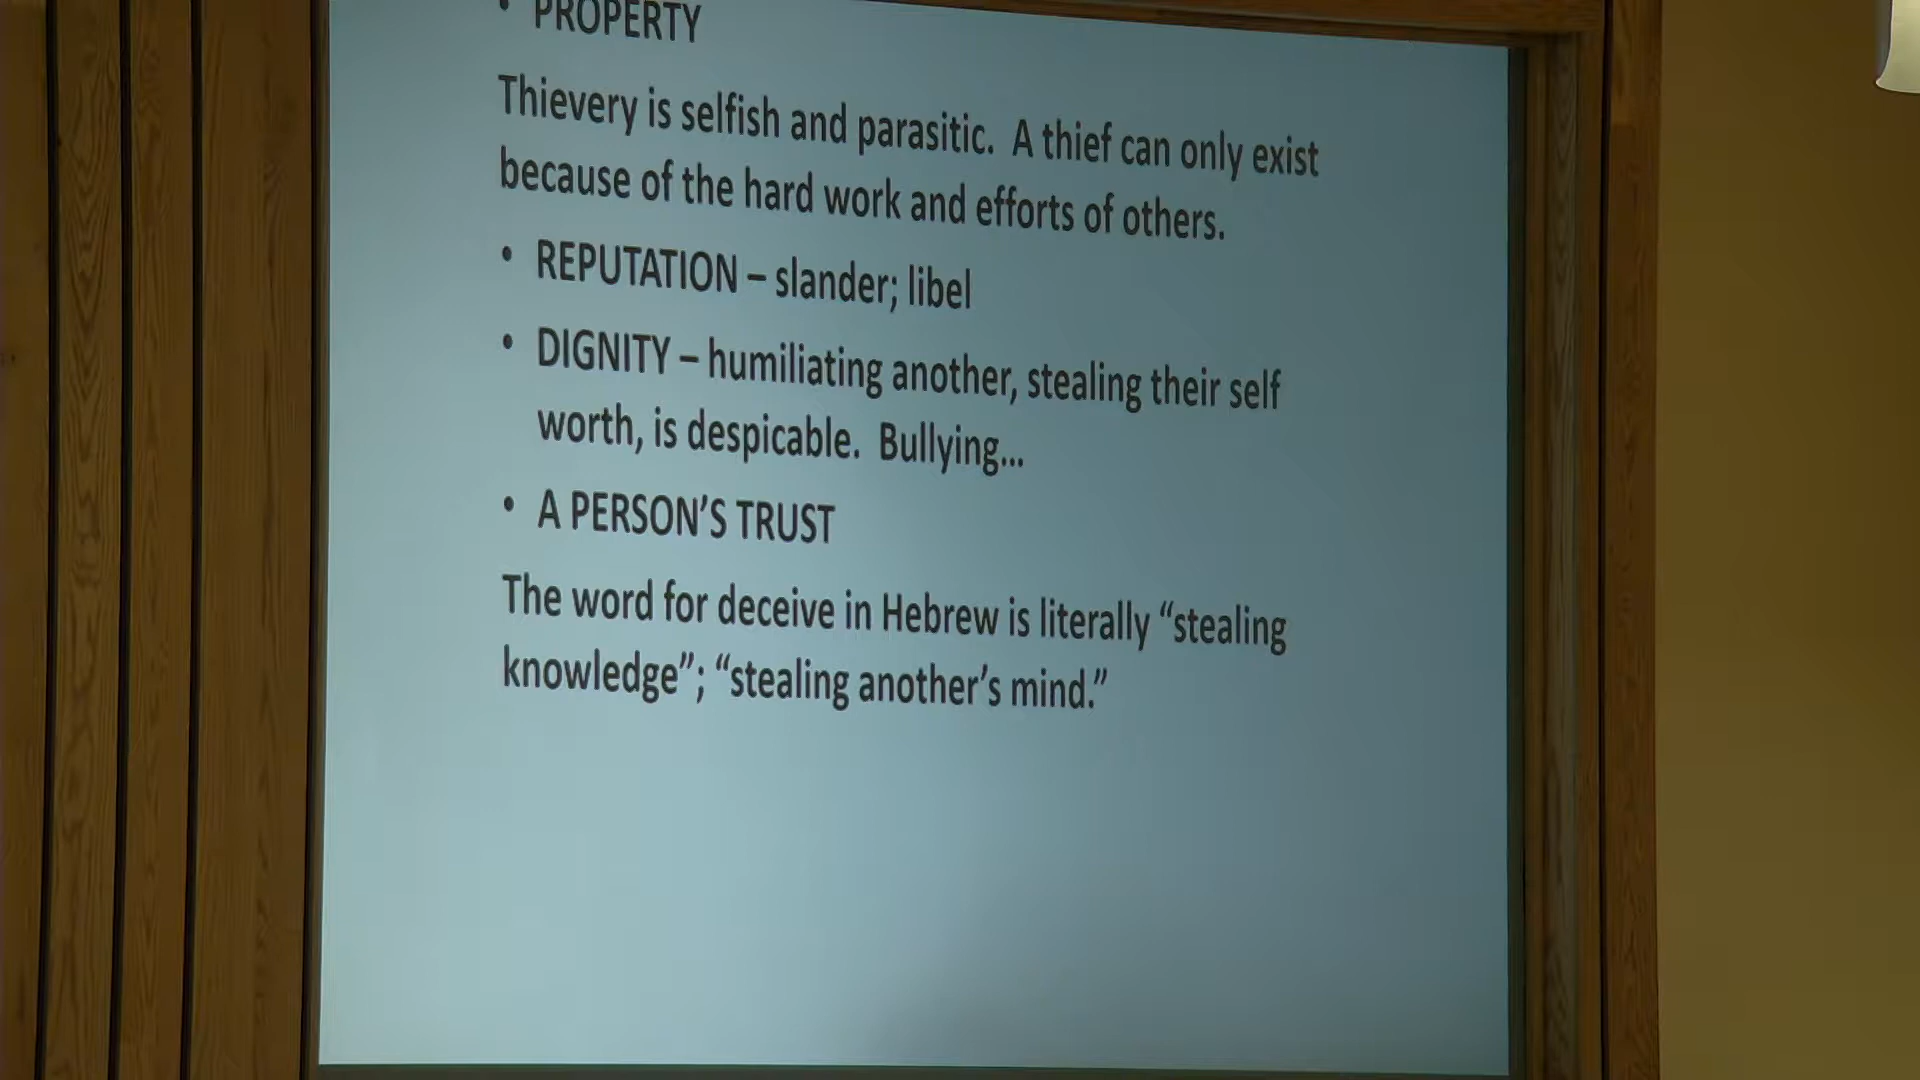 • PROPERTY
Thievery is selfish and parasitic. A thief can only exist
because of the hard work and efforts of others.
• REPUTATION – slander; libel
• DIGNITY – humiliating another, stealing their self
worth, is despicable. Bullying...
• A PERSON’S TRUST
The word for deceive in Hebrew is literally “stealing
knowledge”; “stealing another’s mind.”